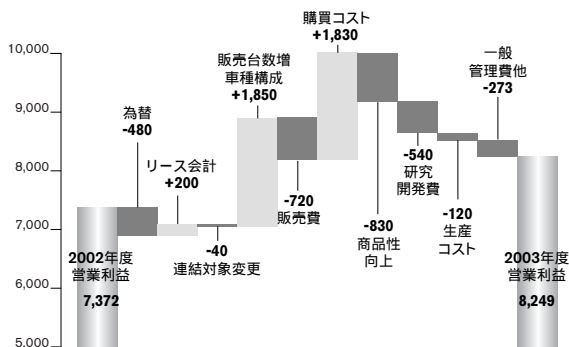 10,000
9,000
8,000
7,000
6,000
5,000
2002年度
営業利益
7,372
為替
-480
リース会計
+200
-40
連結対象変更
販売台数増
車種構成
+1,850
-720
販売費
購買コスト
+1,830
-830
商品性
向上
-540
研究
開発費
-120
生産
コスト
一般
管理費他
-273
2003年度
営業利益
8,249